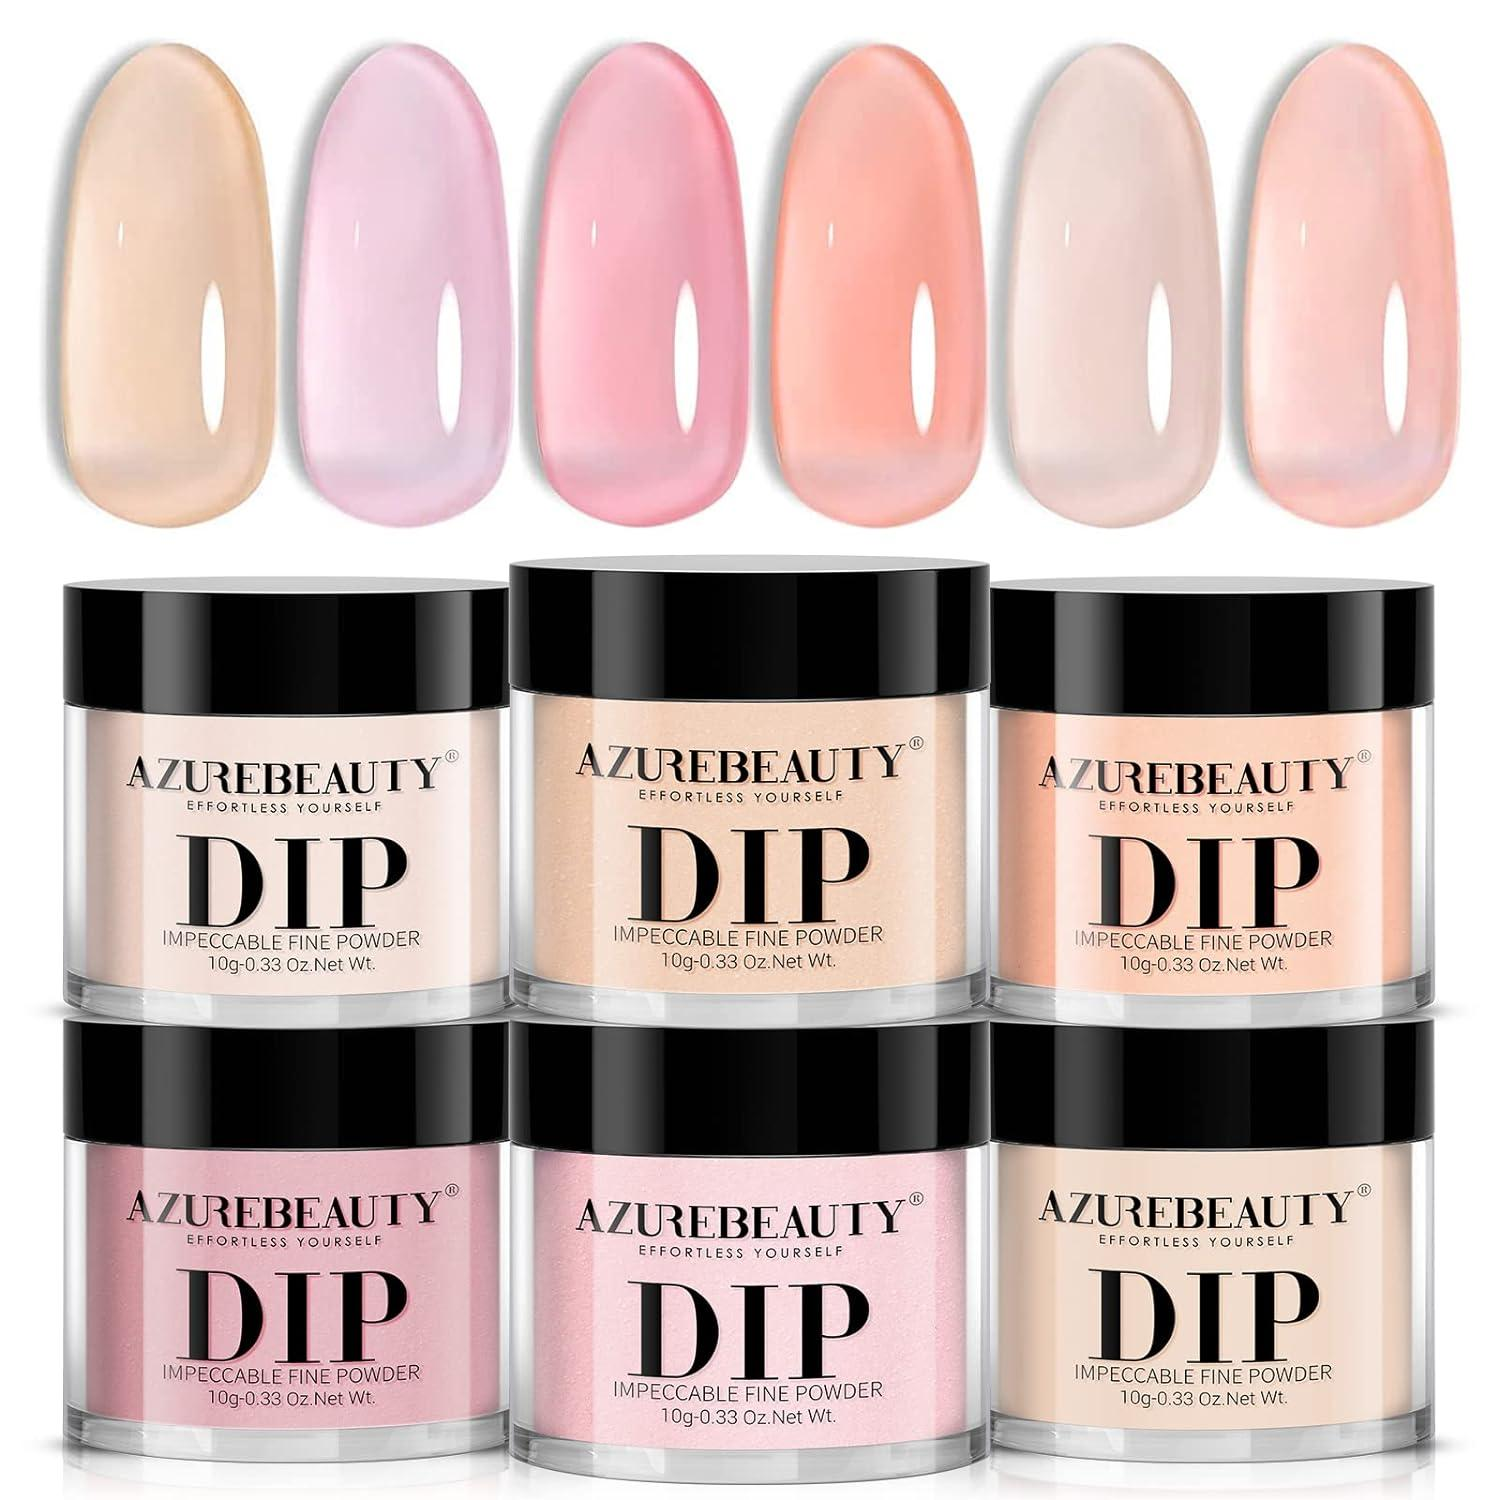 AZUREBEAUTY®
EFFORTLESS YOURSELF
DIP
IMPECCABLE FINE POWDER
10g-0.33 Oz.Net Wt.
AZUREBEAUTY®
EFFORTLESS YOURSELF
DIP
IMPECCABLE FINE POWDER
10g-0.33 Oz.Net Wt.
AZUREBEAUTY®
EFFORTLESS YOURSELF
DIP
IMPECCABLE FINE POWDER
10g-0.33 Oz.Net Wt.
AZUREBEAUTY®
EFFORTLESS YOURSELF
DIP
IMPECCABLE FINE POWDER
10g-0.33 Oz.Net Wt.
AZUREBEAUTY®
EFFORTLESS YOURSELF
DIP
IMPECCABLE FINE POWDER
10g-0.33 Oz.Net Wt.
AZUREBEAUTY®
EFFORTLESS YOURSELF
DIP
IMPECCABLE FINE POWDER
10g-0.33 Oz.Net Wt.